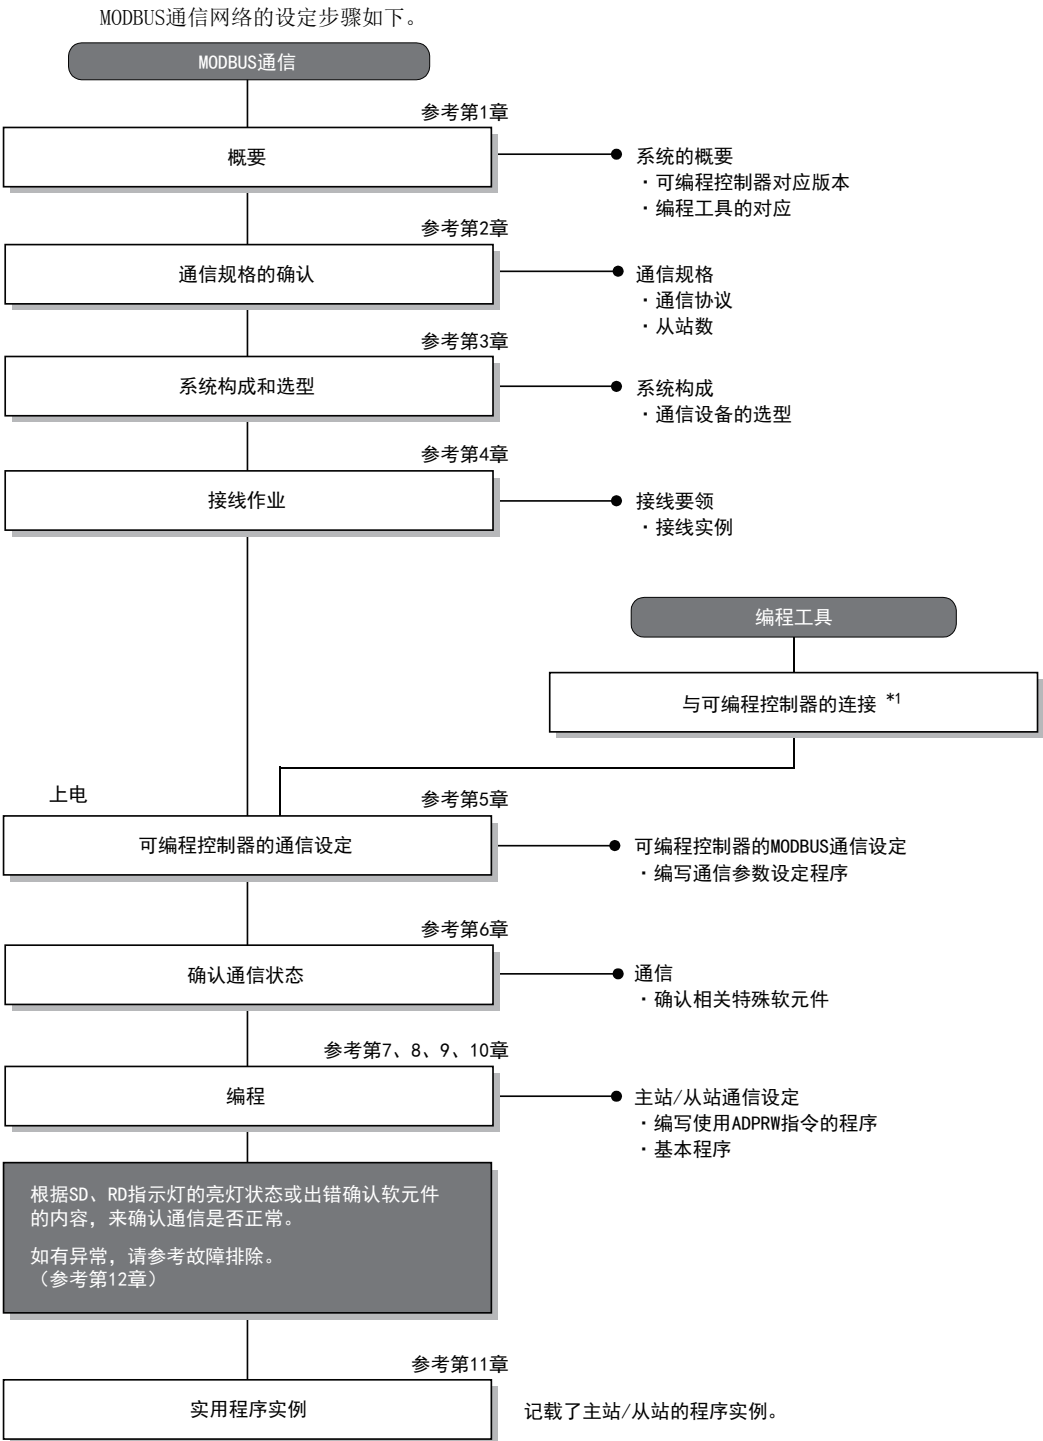 MODBUS通信网络的设定步骤如下。
MODBUS通信
参考第1章
概要
系统的概要
・可编程控制器对应版本
・编程工具的对应
参考第2章
通信规格的确认
通信规格
・通信协议
・从站数
参考第3章
系统构成和选型
系统构成
・通信设备的选型
参考第4章
接线作业
接线要领
・接线实例
编程工具
与可编程控制器的连接 *1
上电
参考第5章
可编程控制器的通信设定
可编程控制器的MODBUS通信设定
・编写通信参数设定程序
参考第6章
确认通信状态
通信
・确认相关特殊软元件
参考第7、8、9、10章
编程
主站/从站通信设定
・编写使用ADPRW指令的程序
・基本程序
根据SD、RD指示灯的亮灯状态或出错确认软元件
的内容，来确认通信是否正常。
如有异常，请参考故障排除。
（参考第12章）
参考第11章
实用程序实例
记载了主站/从站的程序实例。